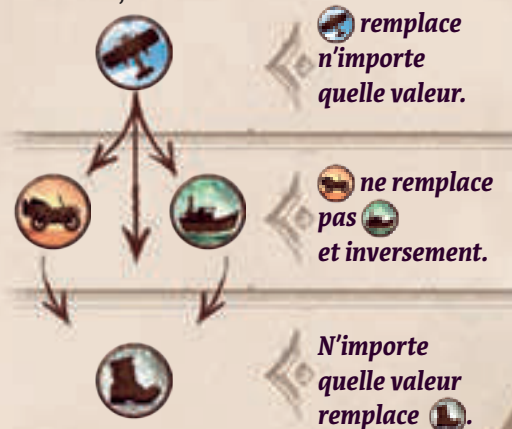 remplace
n'importe
quelle valeur.
ne remplace
pas
et inversement.
N'importe
quelle valeur
remplace .